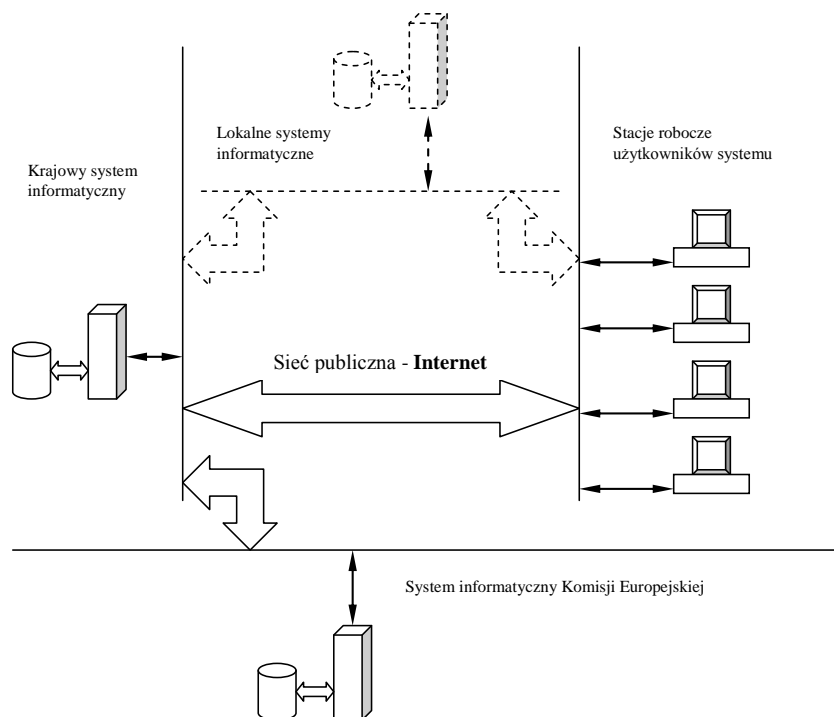 Lokalne systemy
informatyczne
Stacje robocze
użytkowników systemu
Krajowy system
informatyczny
Sieć publiczna - Internet
System informatyczny Komisji Europejskiej